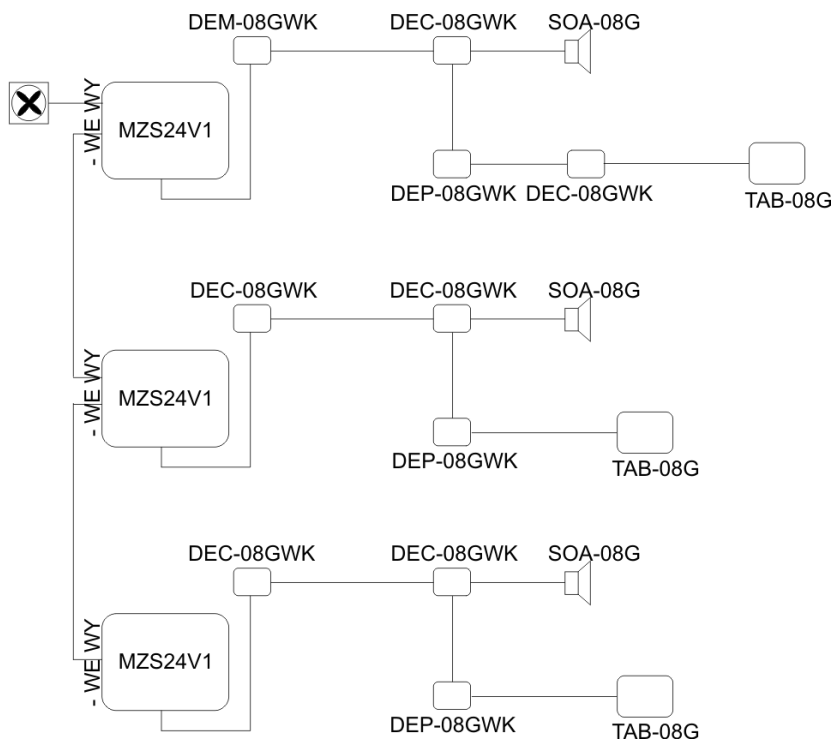 DEM-08GWK DEC-08GWK SOA-08G
- WE WY
MZS24V1
DEP-08GWK DEC-08GWK TAB-08G
DEC-08GWK DEC-08GWK SOA-08G
- WE WY
MZS24V1
DEP-08GWK TAB-08G
DEC-08GWK DEC-08GWK SOA-08G
- WE WY
MZS24V1
DEP-08GWK TAB-08G